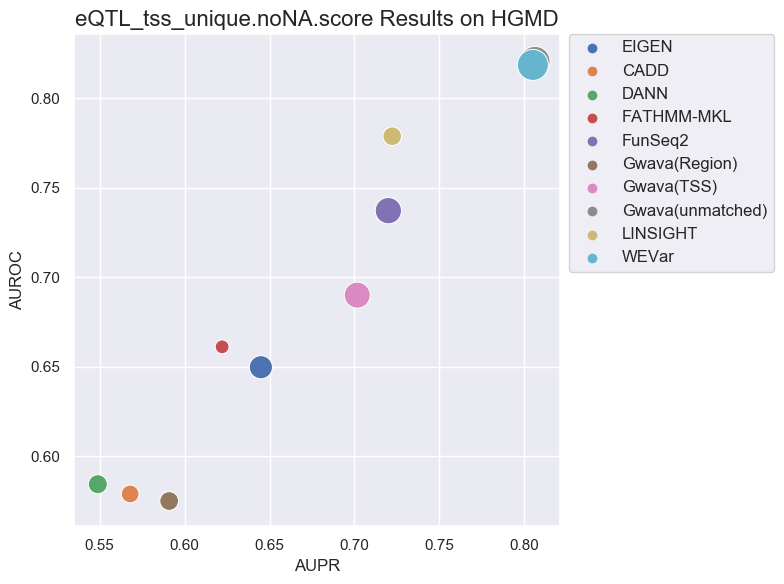 eQTL_tss_unique.noNA.score Results on HGMD
EIGEN
CADD
DANN
FATHMM-MKL
FunSeq2
Gwava(Region)
Gwava(TSS)
Gwava(unmatched)
LINSIGHT
WEVar
AUROC
0.80
0.75
0.70
0.65
0.60
0.55
0.60
0.65
0.70
0.75
0.80
AUPR